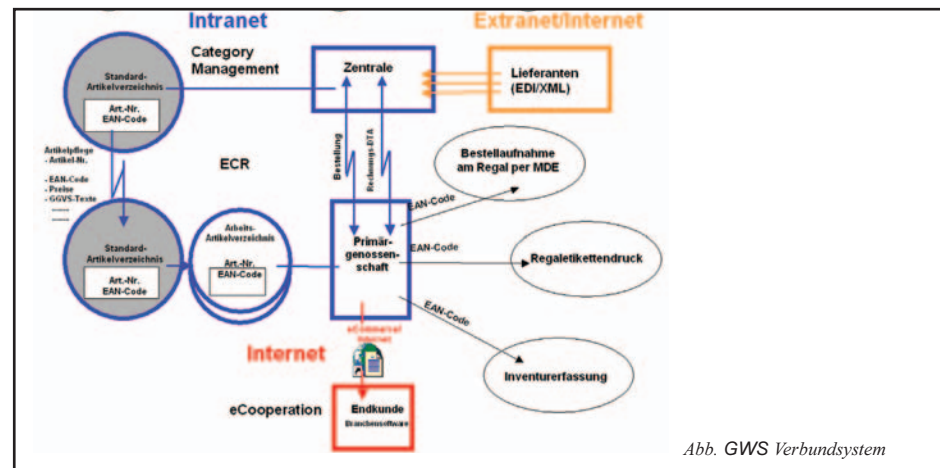 Intranet
Extranet/Internet
Category
Management
Zentrale
Lieferanten
(EDI/XML)
Standard-
Artikelverzeichnis
Art.-Nr.
EAN-Code
Artikelpflege
- Artikel-Nr.
- EAN-Code
- Preise
- GGVS-Texte
ECR
Bestellung
Rechnungs-DTA
Bestellaufnahme
am Regal per MDE
EAN-Code
Standard-
Artikelverzeichnis
Art.-Nr.
EAN-Code
Arbeits-
Artikelverzeichnis
Art.-Nr.
EAN-Code
Primär-
genossen-
schaft
EAN-Code
Regaletikettendruck
EAN-Code
Inventurerfassung
eCommerce/
Internet
Internet
eCooperation
Endkunde
Branchensoftware
Abb. GWS Verbundsystem